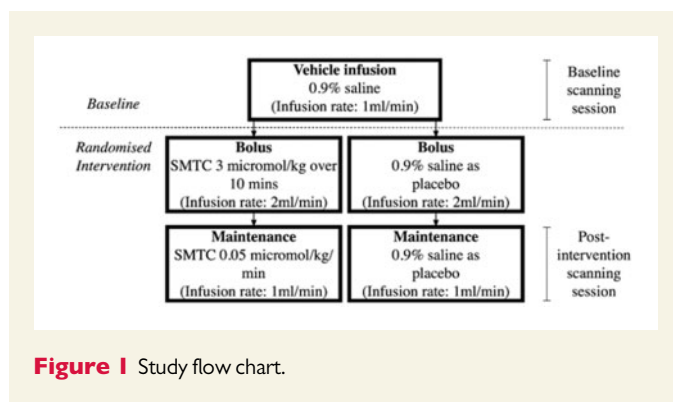 Vehicle infusion
0.9% saline
(Infusion rate: 1ml/min)
Baseline
Baseline
scanning
session
Randomised
Intervention
Bolus
SMTC 3 micromol/kg over
10 mins
(Infusion rate: 2ml/min)
Bolus
0.9% saline as
placebo
(Infusion rate: 2ml/min)
Maintenance
SMTC 0.05 micromol/kg/
min
(Infusion rate: 1ml/min)
Maintenance
0.9% saline as
placebo
(Infusion rate: 1ml/min)
Post-
intervention
scanning
session
Figure 1 Study flow chart.